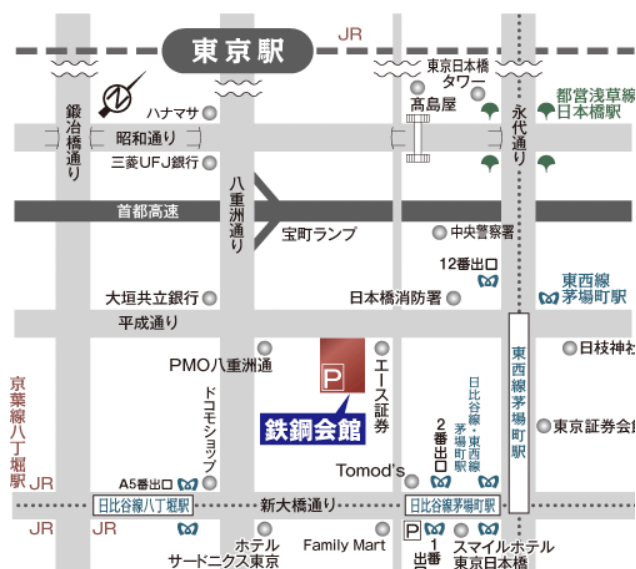 JR
東京駅
東京日本橋
タワー
髙島屋
都営浅草線
日本橋駅
鍛冶橋通り
ハナマサ
昭和通り
三菱UFJ銀行
八重洲通り
永代通り
首都高速
宝町ランプ
中央警察署
12番出口
大垣共立銀行
日本橋消防署
東西線
茅場町駅
平成通り
PMO八重洲通
P
エース証券
日枝神社
東西線茅場町駅
鉄鋼会館
京葉線八丁堀駅
ドコモショップ
2番出口
日比谷線・東西線
茅場町駅
東京証券会館
Tomod's
JR
A5番出口
日比谷線八丁堀駅
新大橋通り
日比谷線茅場町駅
JR
JR
ホテル
サードニクス東京
Family Mart
P
1番
出口
スマイルホテル
東京日本橋